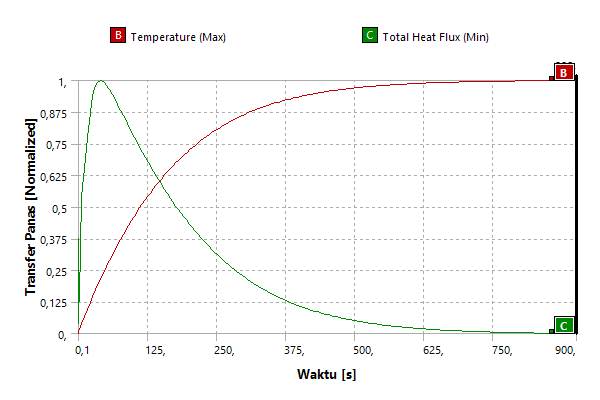 B Temperature (Max)
C Total Heat Flux (Min)
Transfer Panas [Normalized]
1,
0,875
0,75
0,625
0,5
0,375
0,25
0,125
0,
B
C
0,1 125, 250, 375, 500, 625, 750, 900,
Waktu [s]